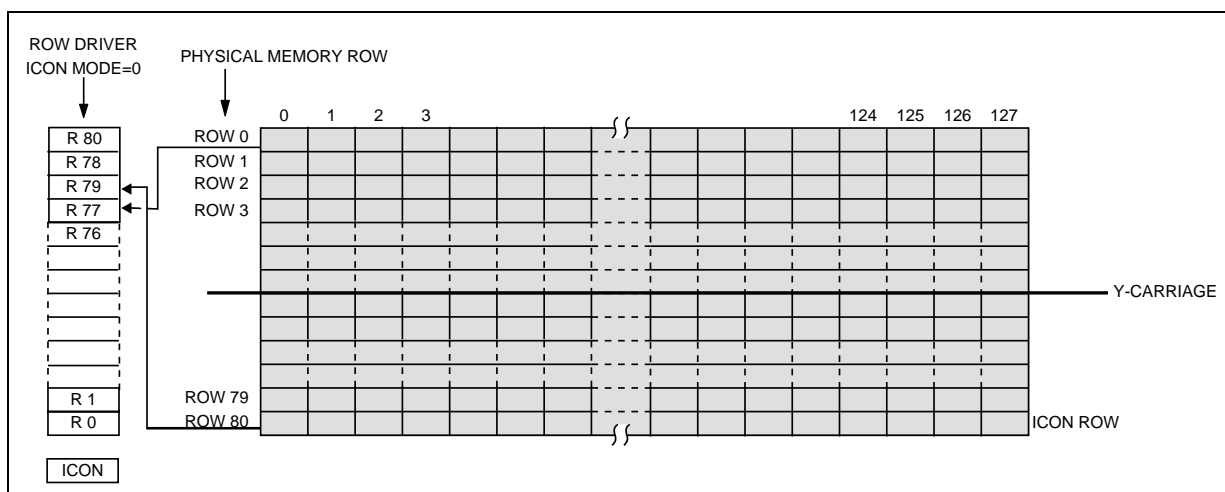 ROW DRIVER
ICON MODE=0
PHYSICAL MEMORY ROW
0 1 2 3 124 125 126 127
R 80 ROW 0
R 78 ROW 1
R 79 ROW 2
R 77 ROW 3
R 76
Y-CARRIAGE
R 1 ROW 79
R 0 ROW 80 ICON ROW
ICON